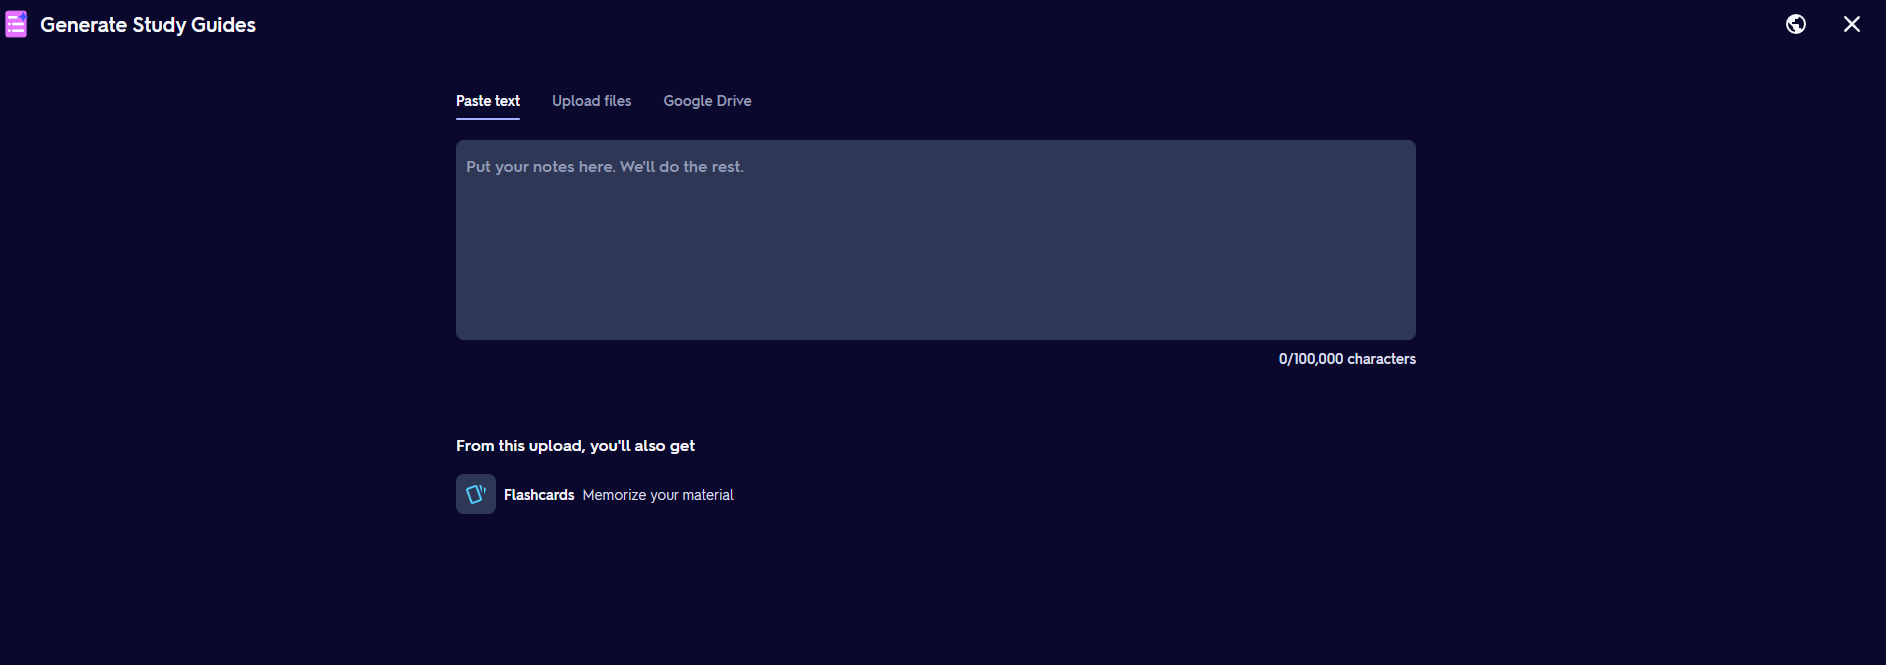 Generate Study Guides
Paste text
Upload files
Google Drive
Put your notes here. We'll do the rest.
0/100,000 characters
From this upload, you'll also get
Flashcards Memorize your material